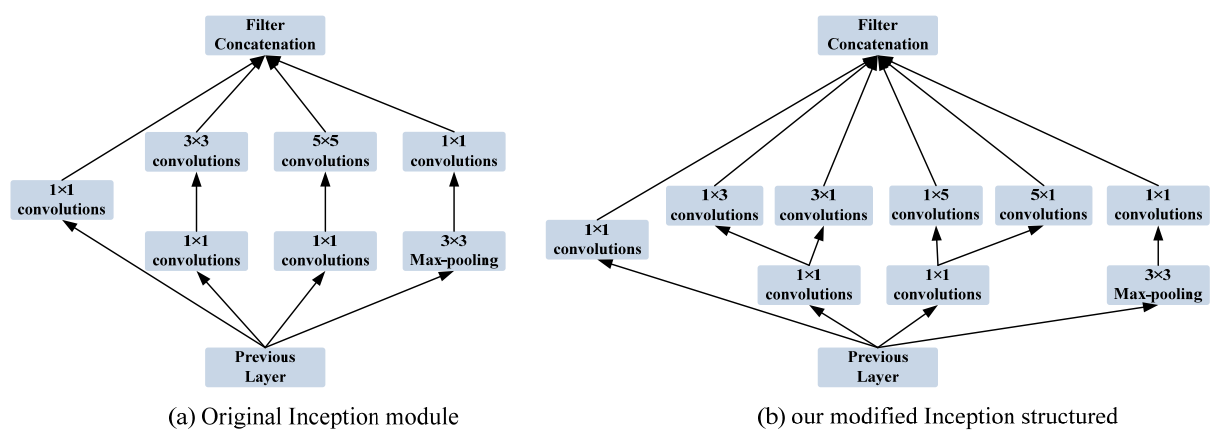 Filter
Concatenation
3×3
convolutions
5×5
convolutions
1×1
convolutions
1×1
convolutions
1×1
convolutions
1×1
convolutions
3×3
Max-pooling
Previous
Layer
(a) Original Inception module
Filter
Concatenation
1×3
convolutions
3×1
convolutions
1×5
convolutions
5×1
convolutions
1×1
convolutions
1×1
convolutions
1×1
convolutions
1×1
convolutions
3×3
Max-pooling
Previous
Layer
(b) our modified Inception structured